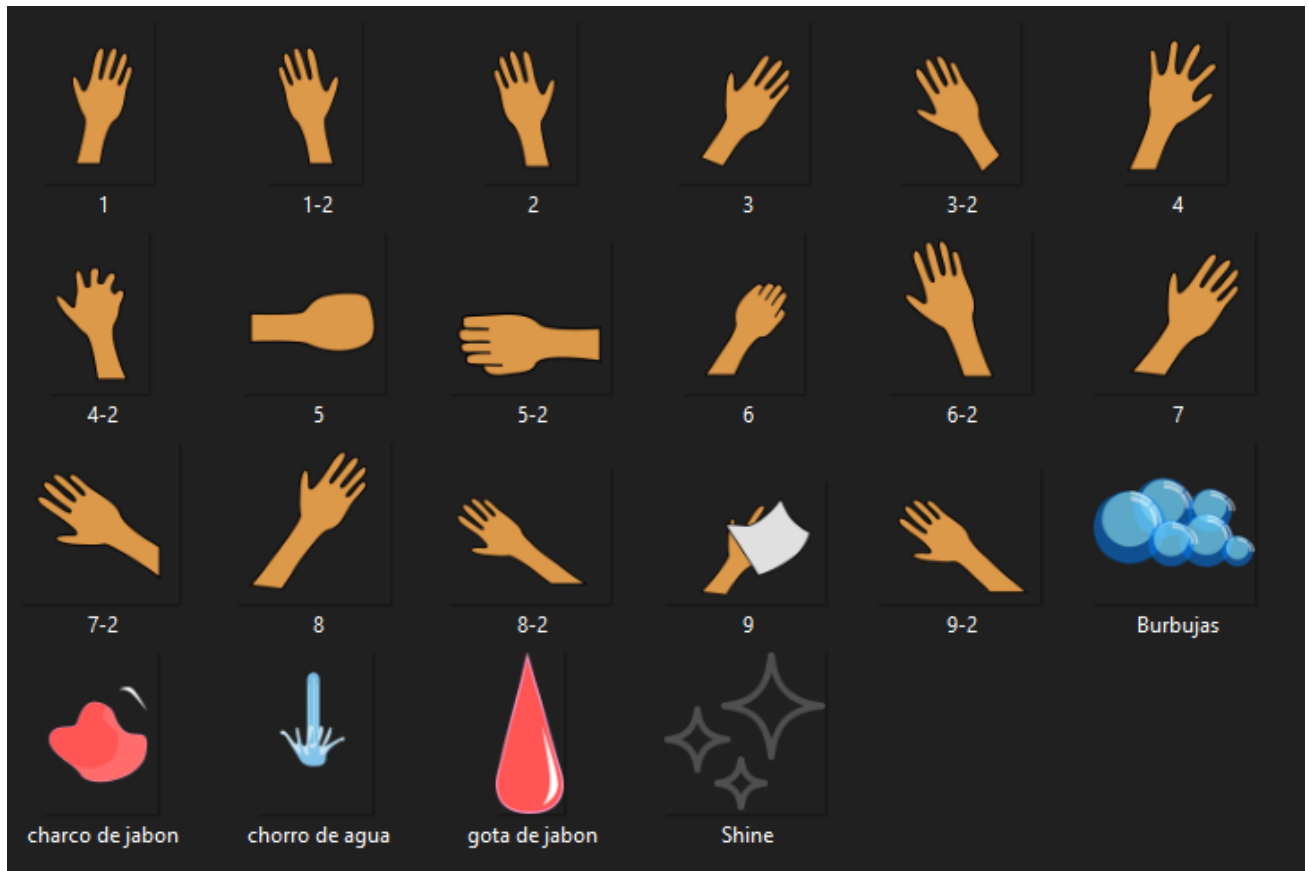 1 1-2 2 3 3-2 4
4-2 5 5-2 6 6-2 7
7-2 8 8-2 9 9-2 Burbujas
charco de jabon chorro de agua gota de jabon Shine